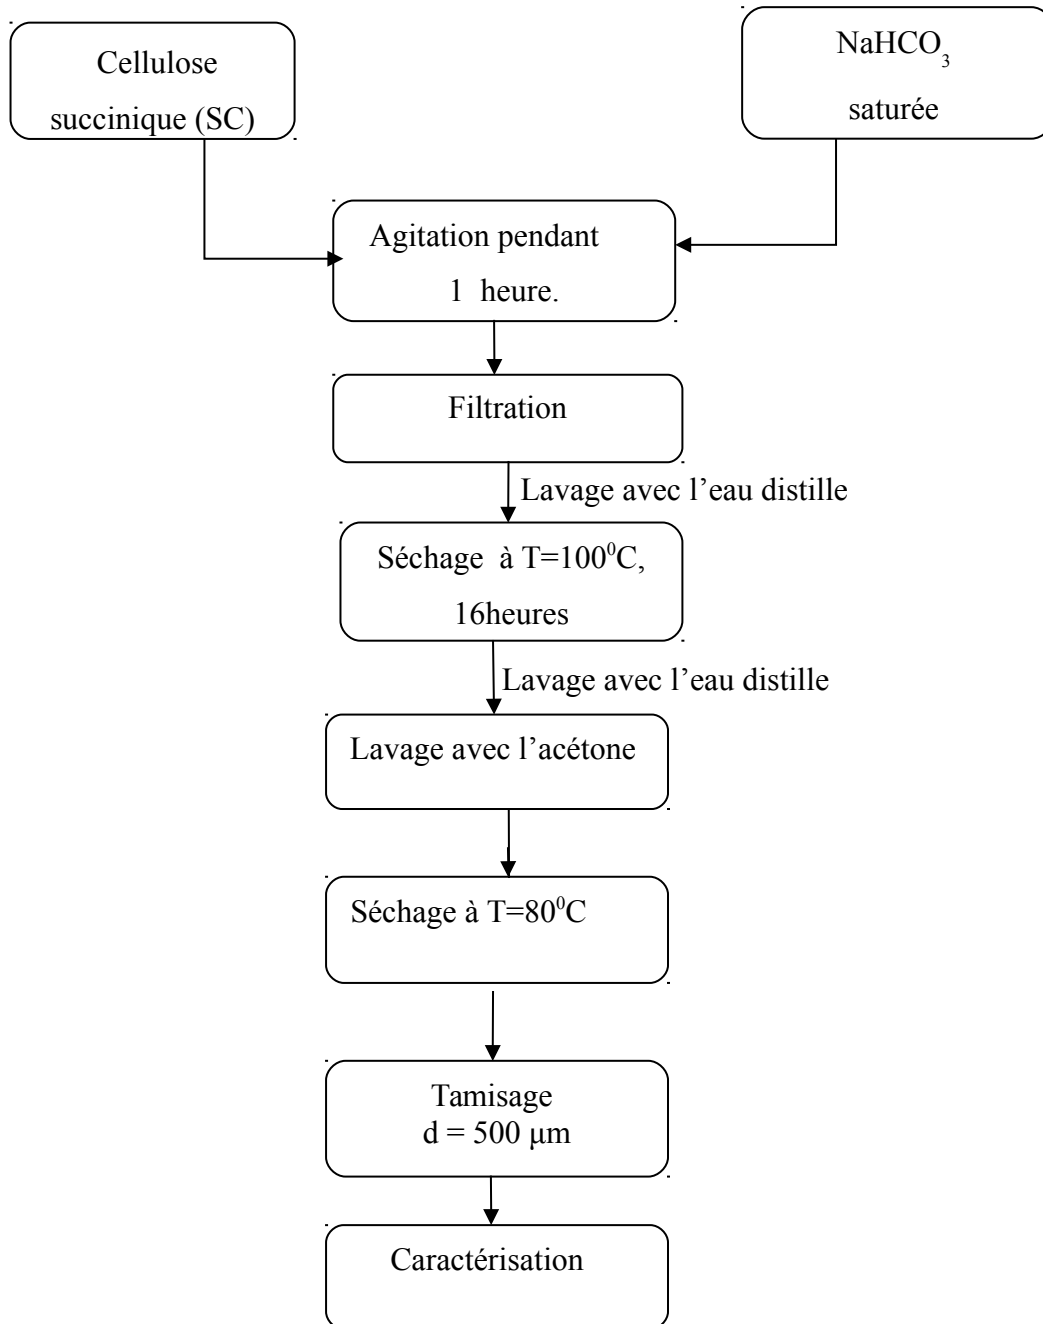 Cellulose
succinique (SC)
NaHCO₃
saturée
Agitation pendant
1 heure.
Filtration
Lavage avec l’eau distille
Séchage à T=100⁰C,
16heures
Lavage avec l’eau distille
Lavage avec l’acétone
Séchage à T=80⁰C
Tamisage
d = 500 μm
Caractérisation